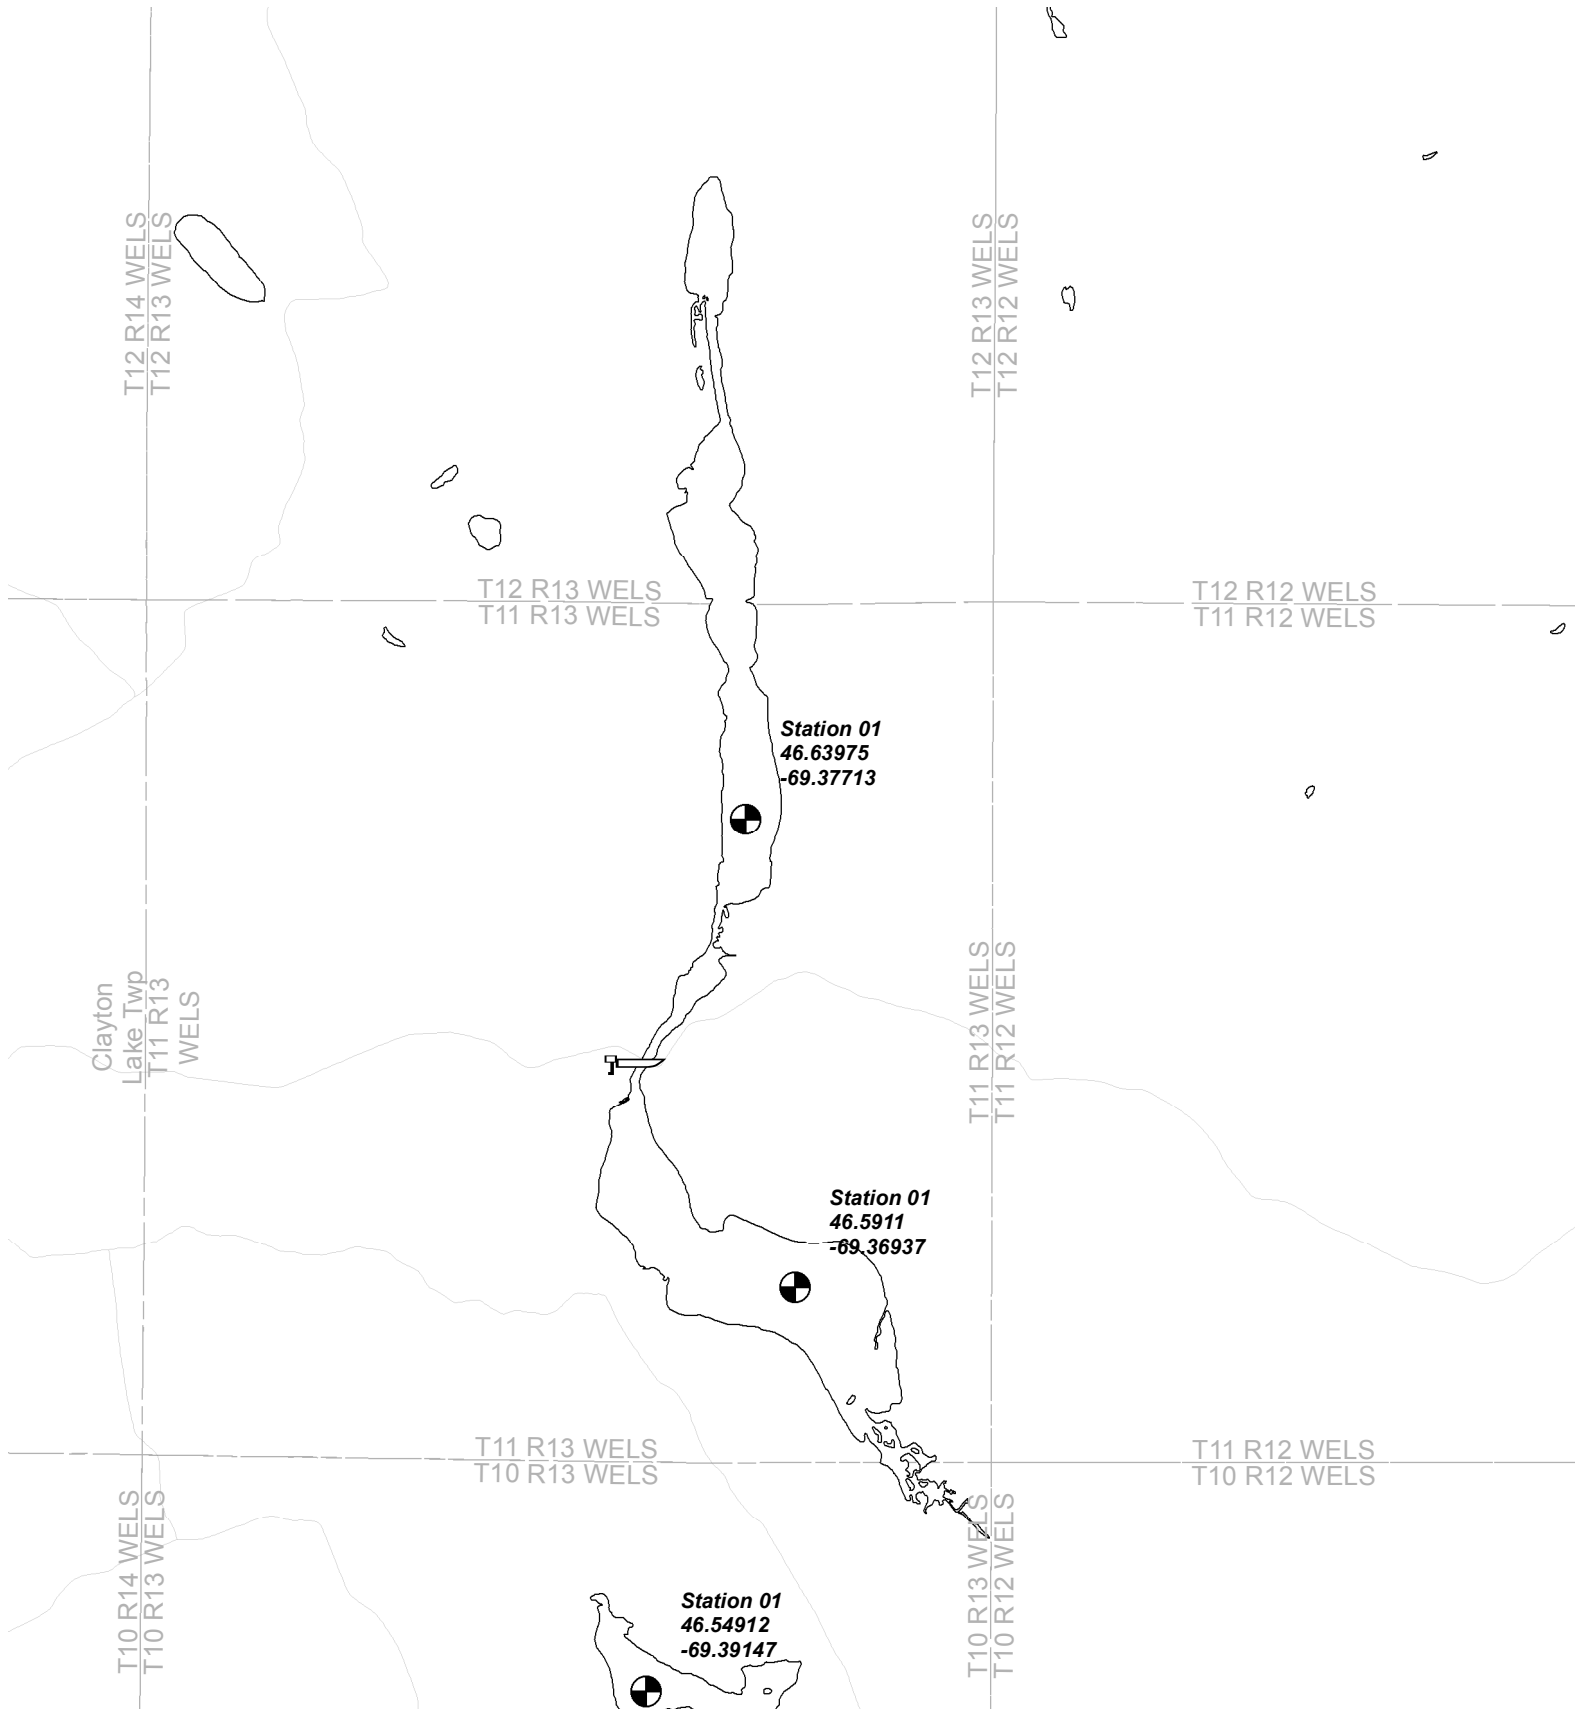 T12 R14 WELS
T12 R13 WELS
T12 R13 WELS
T12 R12 WELS
T12 R13 WELS
T11 R13 WELS
T12 R12 WELS
T11 R12 WELS
Station 01
46.63975
-69.37713
Clayton
Lake Twp
T11 R13
WELS
T11 R13 WELS
T11 R12 WELS
Station 01
46.5911
-69.36937
T11 R13 WELS
T10 R13 WELS
T11 R12 WELS
T10 R12 WELS
T10 R14 WELS
T10 R13 WELS
T10 R13 WELS
T10 R12 WELS
Station 01
46.54912
-69.39147